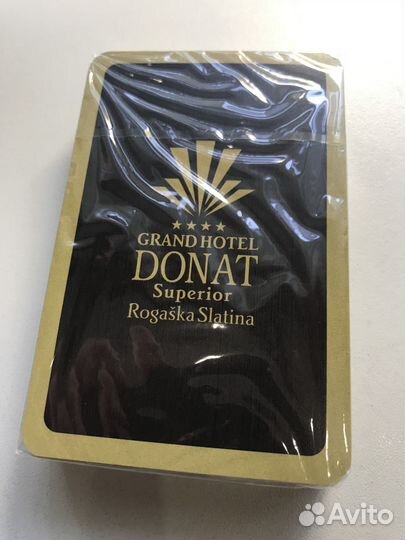 ★★★★
GRAND HOTEL
DONAT
Superior
Rogaška Slatina
Avito